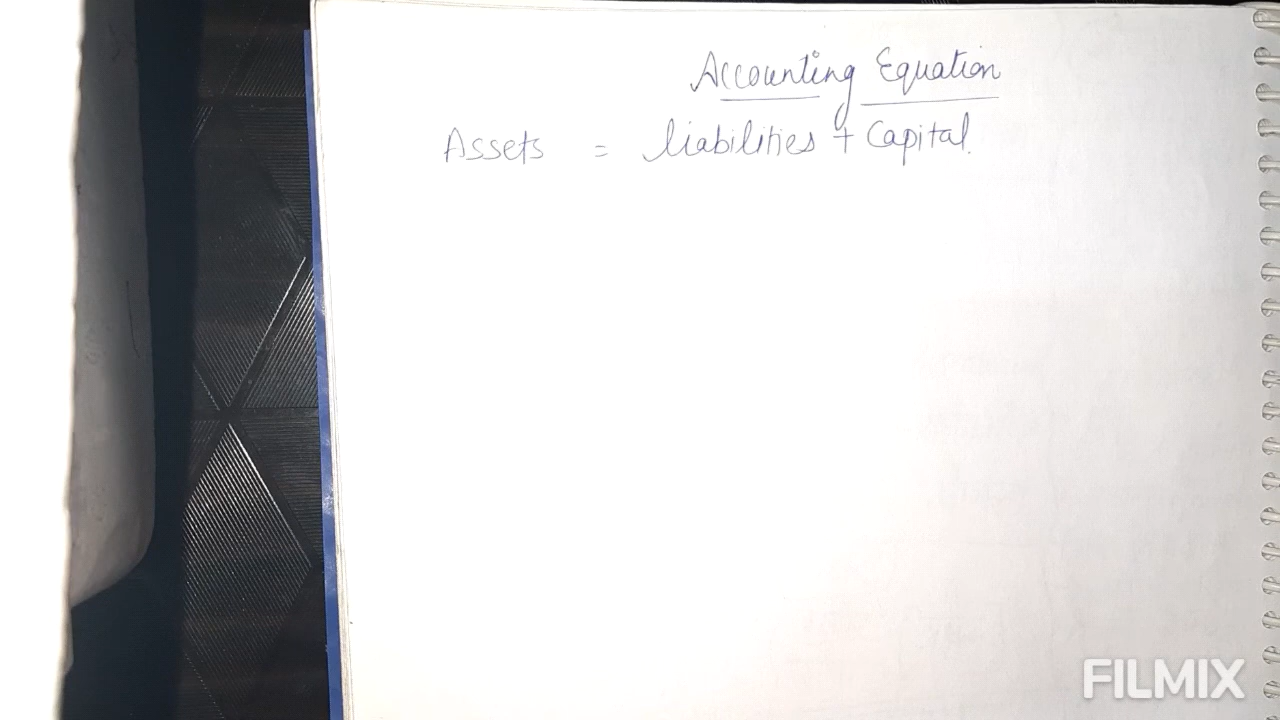 Accounting Equation
Assets = Liabilities + Capital.
FILMIX